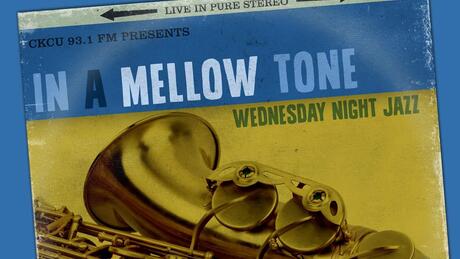 LIVE IN PURE STEREO
CKCU 93.1 FM PRESENTS
IN A MELLOW TONE
WEDNESDAY NIGHT JAZZ